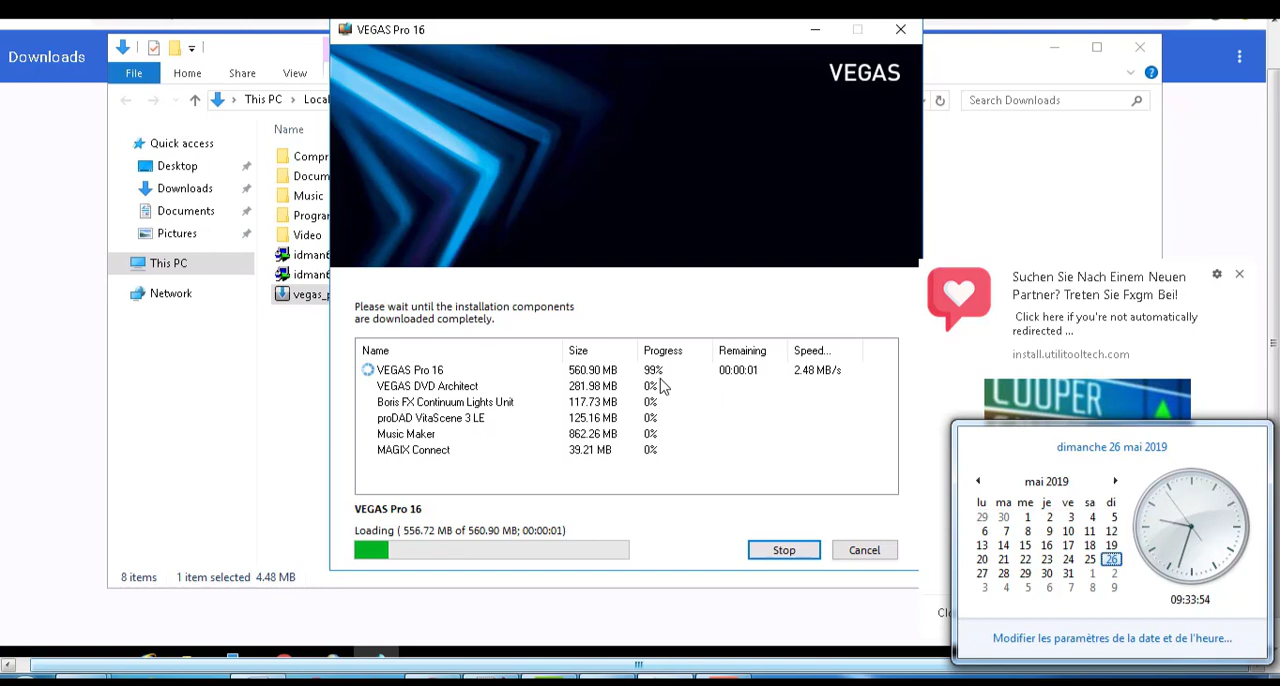 VEGAS Pro 16
Downloads
VEGAS
File Home Share View
This PC Local
Search Downloads
Name
Quick access
Desktop
Downloads
Documents
Pictures
This PC
Network
Compr
Docum
Music
Program
Video
idman6
idman6
vegas_p
Please wait until the installation components
are downloaded completely.
Name Size Progress Remaining Speed...
VEGAS Pro 16 560.90 MB 99% 00:00:01 2.48 MB/s
VEGAS DVD Architect 281.98 MB 0%
Boris FX Continuum Lights Unit 117.73 MB 0%
proDAD VitaScene 3 LE 125.16 MB 0%
Music Maker 862.26 MB 0%
MAGIX Connect 39.21 MB 0%
VEGAS Pro 16
Loading ( 556.72 MB of 560.90 MB; 00:00:01)
Stop Cancel
8 items 1 item selected 4.48 MB
Suchen Sie Nach Einem Neuen
Partner? Treten Sie Fxgm Bei!
Click here if you're not automatically
redirected ...
install.utilitooltech.com
COUPER
dimanche 26 mai 2019
mai 2019
lu ma me je ve sa di
29 30 1 2 3 4 5
6 7 8 9 10 11 12
13 14 15 16 17 18 19
20 21 22 23 24 25 26
27 28 29 30 31 1 2
3 4 5 6 7 8 9
09:33:54
Modifier les paramètres de la date et de l'heure...